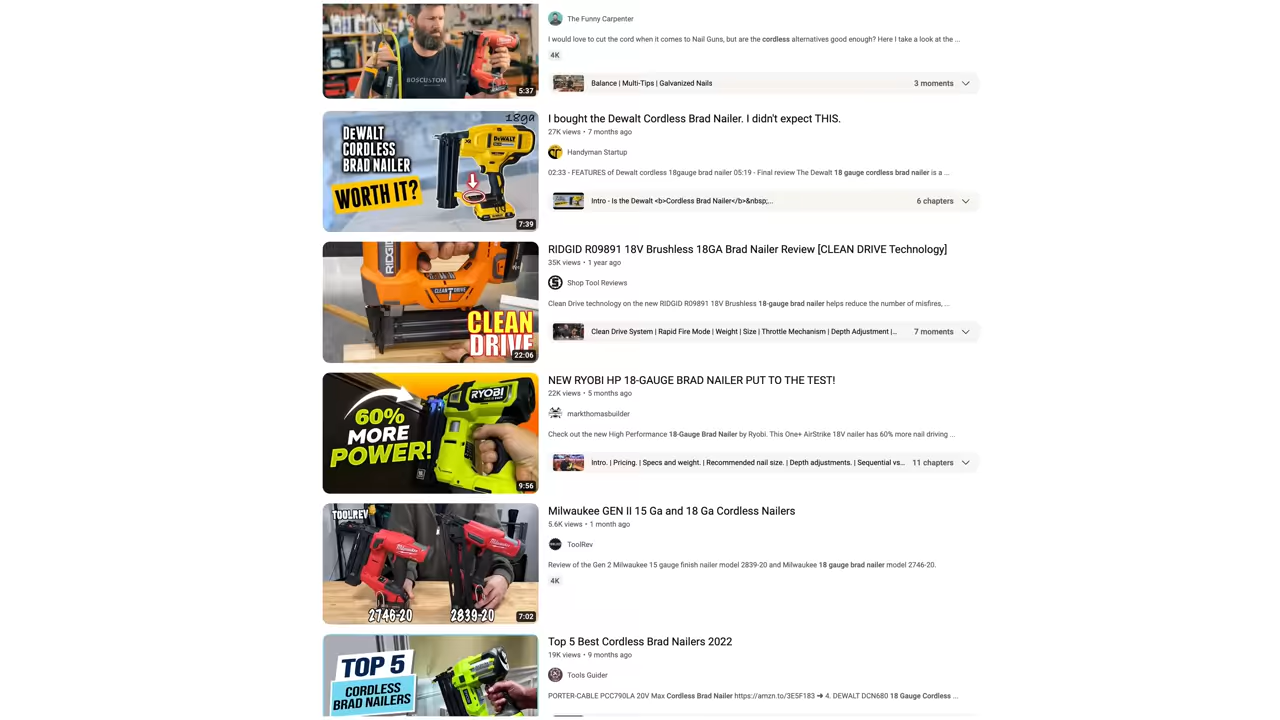 The Funny Carpenter
I would love to cut the cord when it comes to Nail Guns, but are the cordless alternatives good enough? Here I take a look at the ...
4K
BOSCUSTOM
5:37
Balance | Multi-Tips | Galvanized Nails
3 moments
18ga
DEWALT
CORDLESS
BRAD NAILER
WORTH IT?
DEWALT
7:39
I bought the Dewalt Cordless Brad Nailer. I didn't expect THIS.
27K views • 7 months ago
Handyman Startup
02:33 - FEATURES of Dewalt cordless 18gauge brad nailer 05:19 - Final review The Dewalt 18 gauge cordless brad nailer is a ...
Intro - Is the Dewalt <b>Cordless Brad Nailer</b>&nbsp;...
6 chapters
RIDGID
CLEAN DRIVE
CLEAN
DRIVE
22:06
RIDGID R09891 18V Brushless 18GA Brad Nailer Review [CLEAN DRIVE Technology]
35K views • 1 year ago
Shop Tool Reviews
Clean Drive technology on the new RIDGID R09891 18V Brushless 18-gauge brad nailer helps reduce the number of misfires, ...
Clean Drive System | Rapid Fire Mode | Weight | Size | Throttle Mechanism | Depth Adjustment |...
7 moments
60%
MORE
POWER!
RYOBI
9:56
NEW RYOBI HP 18-GAUGE BRAD NAILER PUT TO THE TEST!
22K views • 5 months ago
markthomasbuilder
Check out the new High Performance 18-Gauge Brad Nailer by Ryobi. This One+ AirStrike 18V nailer has 60% more nail driving ...
Intro. | Pricing. | Specs and weight. | Recommended nail size. | Depth adjustments. | Sequential vs...
11 chapters
TOOLREV
Milwaukee
2746-20
2839-20
7:02
Milwaukee GEN II 15 Ga and 18 Ga Cordless Nailers
5.6K views • 1 month ago
ToolRev
Review of the Gen 2 Milwaukee 15 gauge finish nailer model 2839-20 and Milwaukee 18 gauge brad nailer model 2746-20.
4K
TOP 5
CORDLESS
BRAD NAILERS
Top 5 Best Cordless Brad Nailers 2022
19K views • 9 months ago
Tools Guider
PORTER-CABLE PCC790LA 20V Max Cordless Brad Nailer https://amzn.to/3E5F183 ➔ 4. DEWALT DCN680 18 Gauge Cordless ...